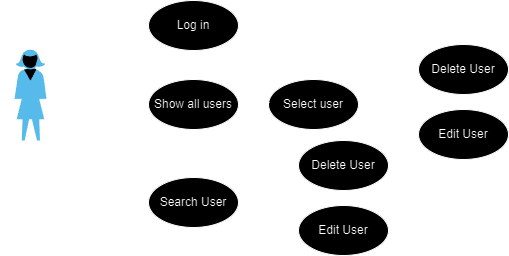 Log in
Delete User
Show all users
Select user
Edit User
Delete User
Search User
Edit User